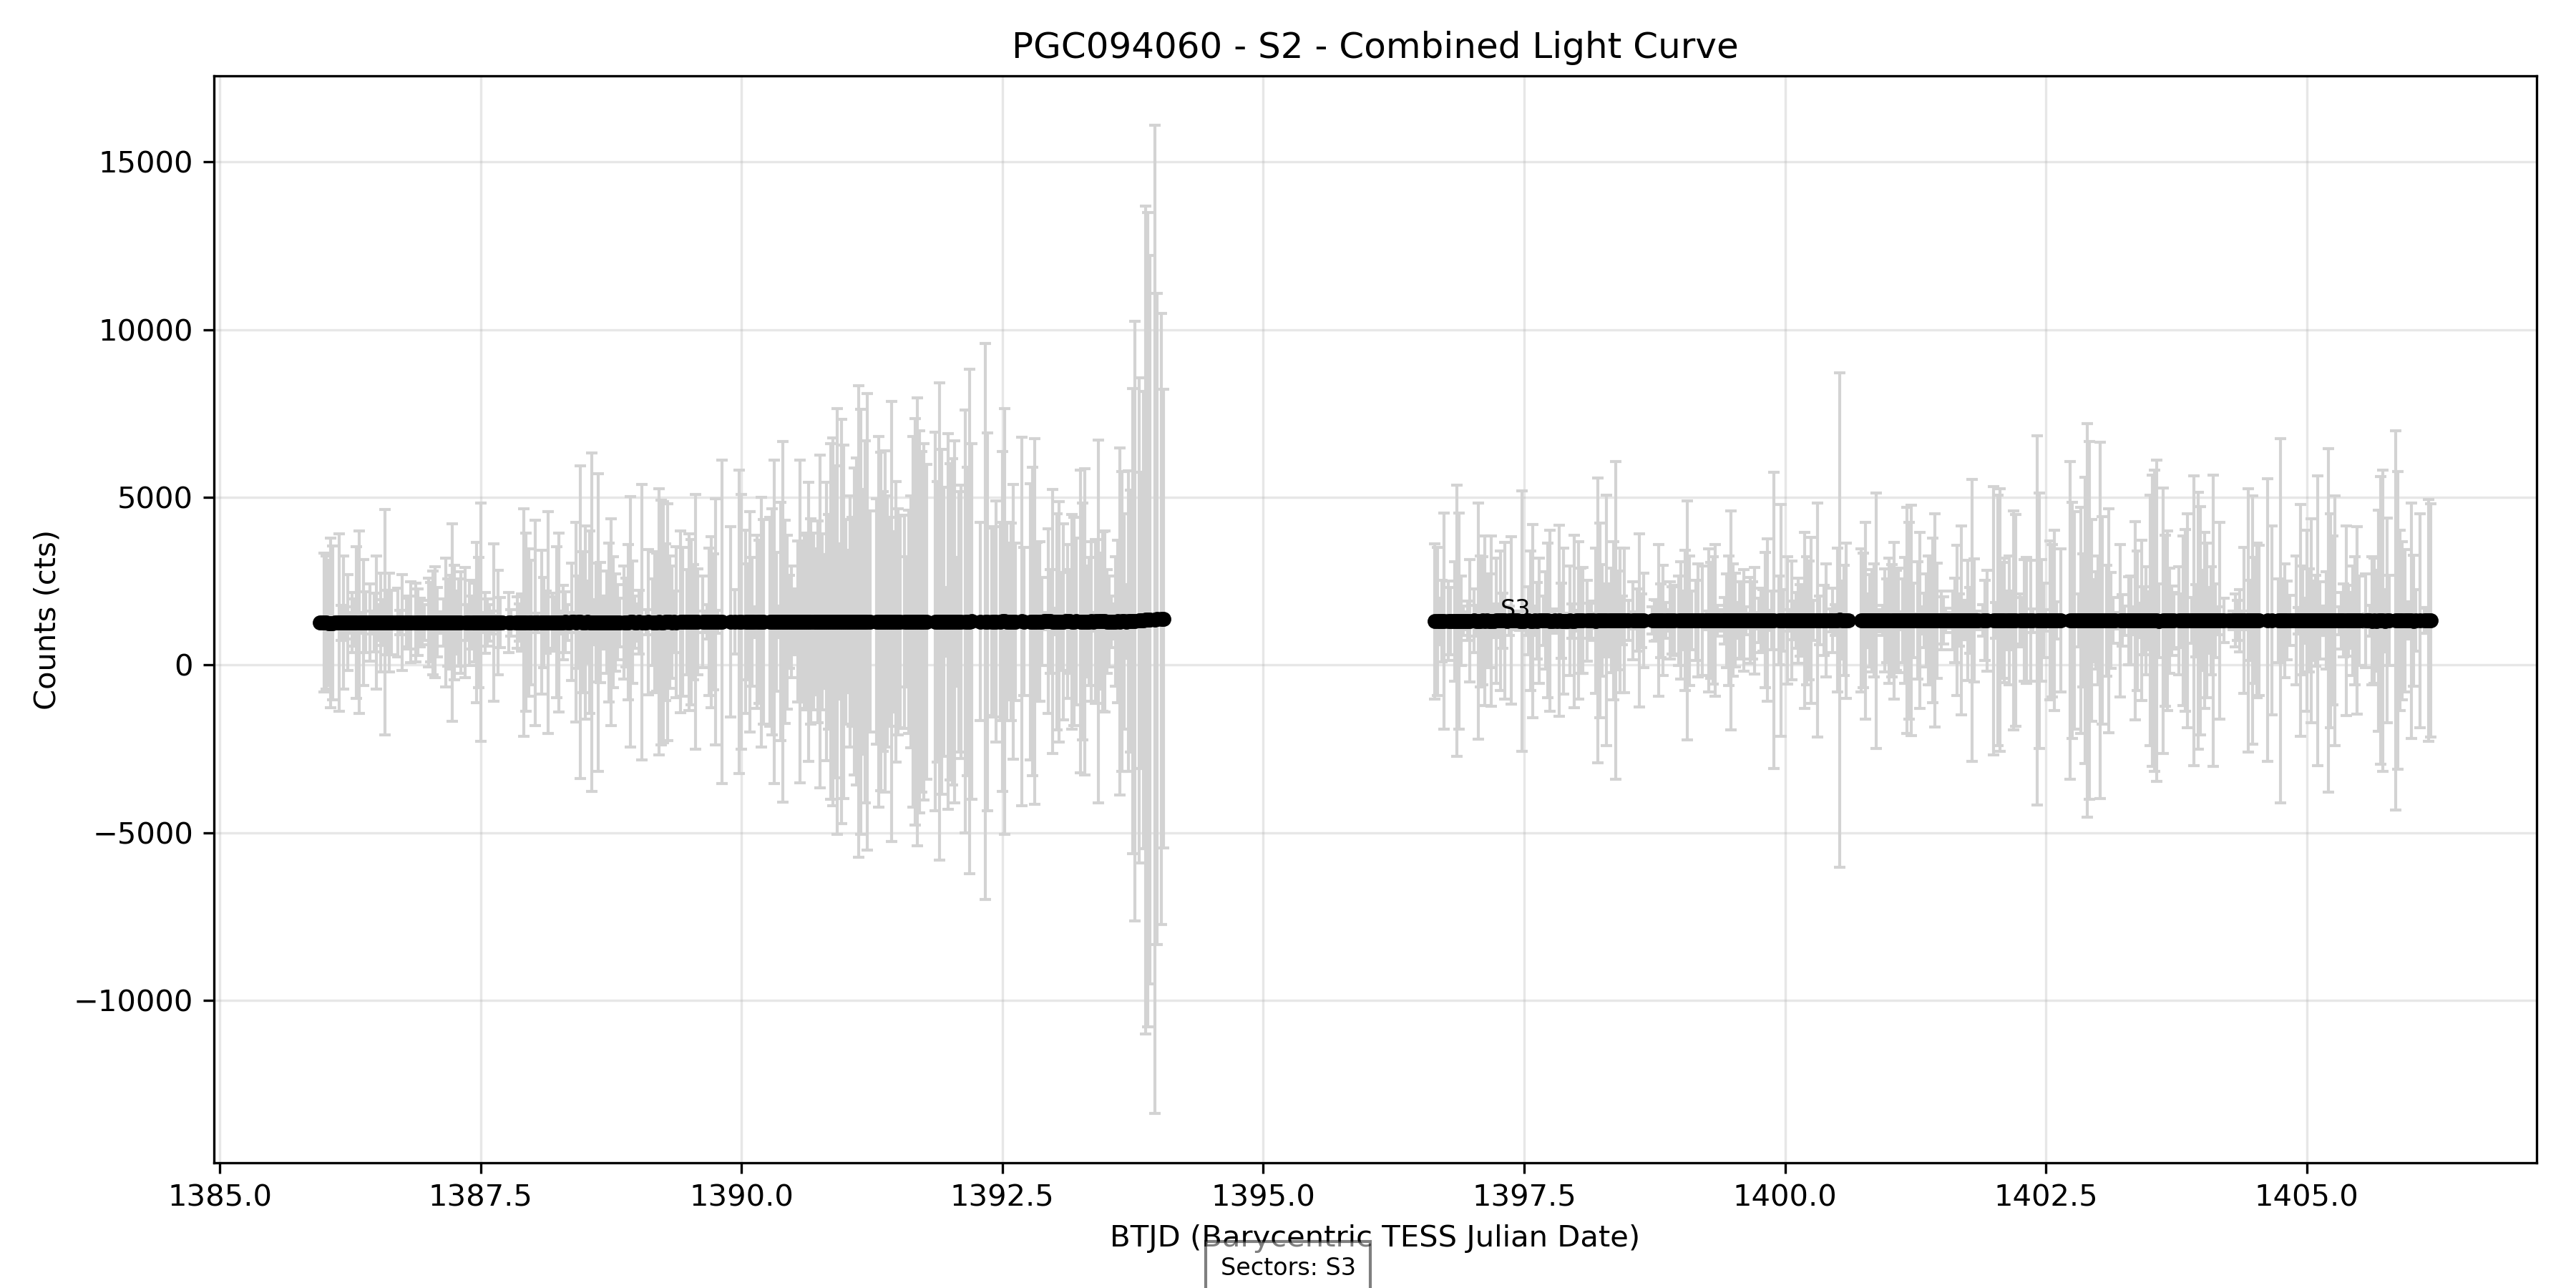 PGC094060 - S2 - Combined Light Curve
Counts (cts)
15000
10000
5000
0
−5000
−10000
S3
1385.0 1387.5 1390.0 1392.5 1395.0 1397.5 1400.0 1402.5 1405.0
BTJD (Barycentric TESS Julian Date)
Sectors: S3